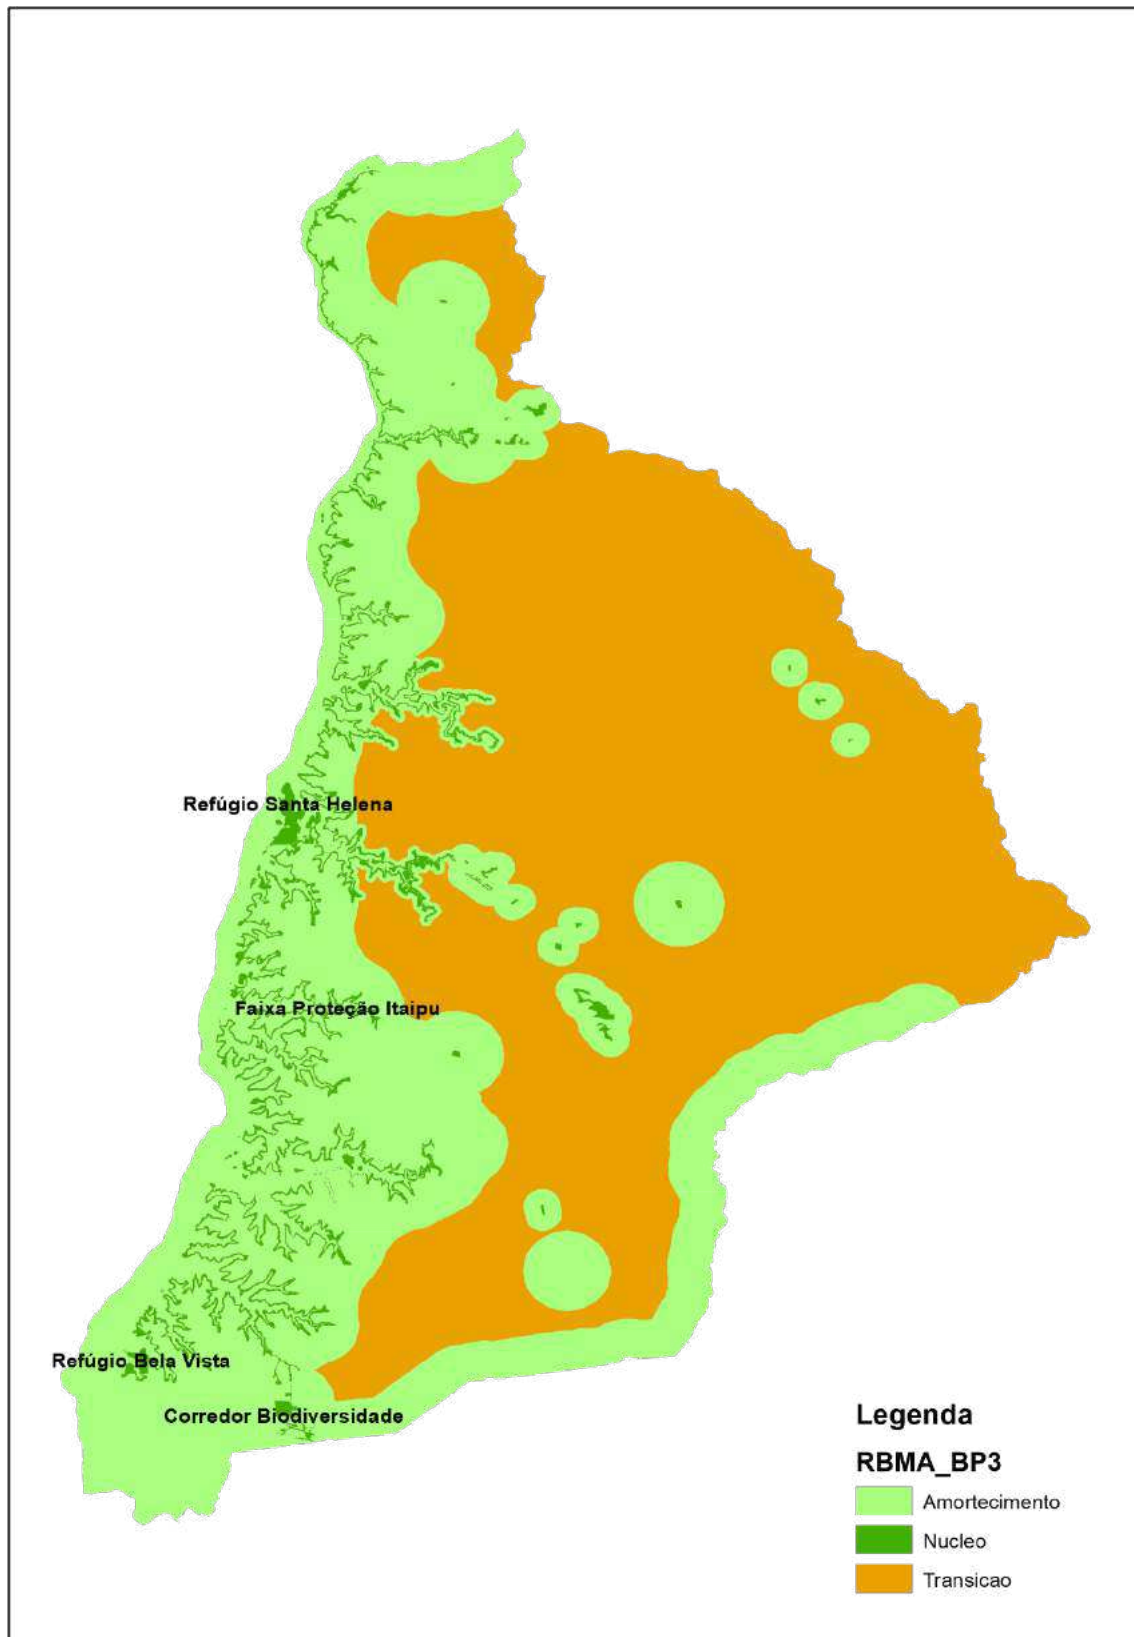 Refúgio Santa Helena
Faixa Proteção Itaipu
Refúgio Bela Vista
Corredor Biodiversidade
Legenda
RBMA_BP3
Amortecimento
Nucleo
Transicao